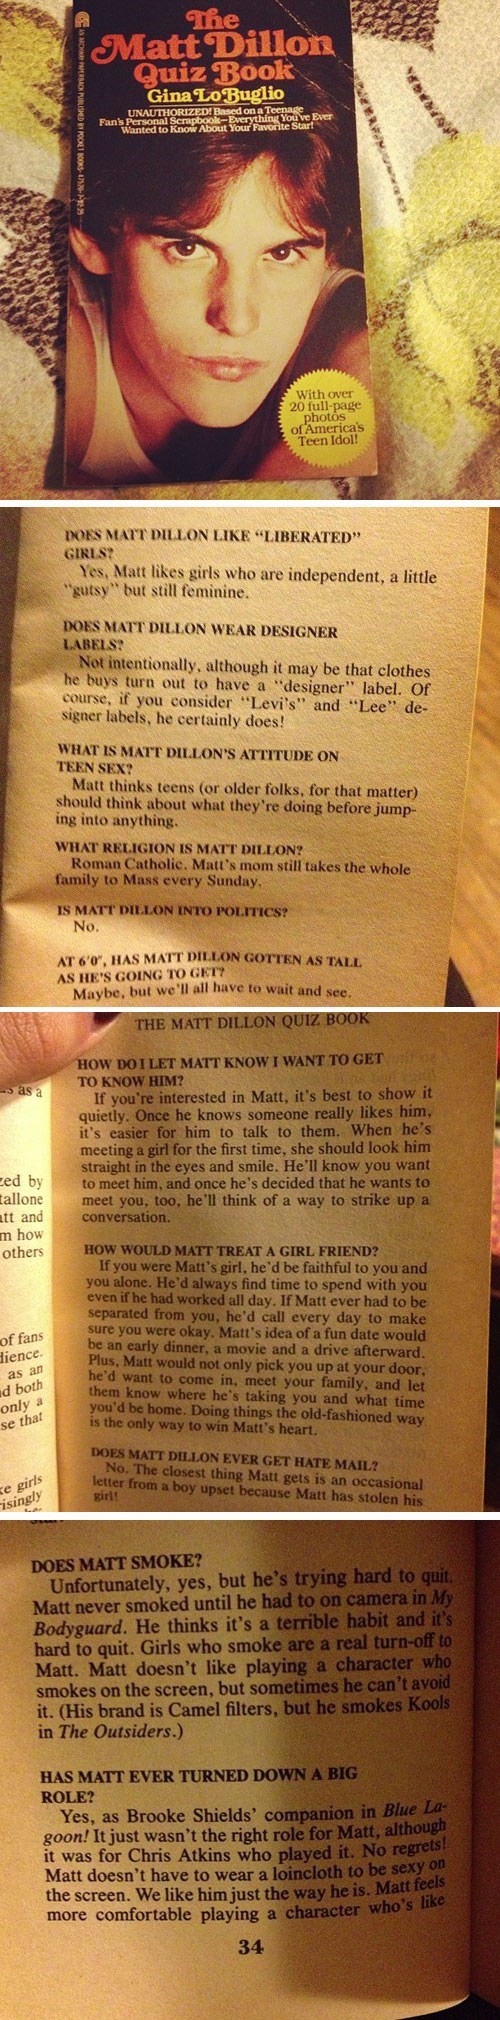 The
Matt Dillon
Quiz Book
Gina LoBuglio
UNAUTHORIZED! Based on a Teenage
Fan's Personal Scrapbook—Everything You've Ever
Wanted to Know About Your Favorite Star!
With over
20 full-page
photos
of America's
Teen Idol!
DOES MATT DILLON LIKE "LIBERATED"
GIRLS?
Yes, Matt likes girls who are independent, a little
"gutsy" but still feminine.
DOES MATT DILLON WEAR DESIGNER
LABELS?
Not intentionally, although it may be that clothes
he buys turn out to have a "designer" label. Of
course, if you consider "Levi's" and "Lee" de-
signer labels, he certainly does!
WHAT IS MATT DILLON'S ATTITUDE ON
TEEN SEX?
Matt thinks teens (or older folks, for that matter)
should think about what they're doing before jump-
ing into anything.
WHAT RELIGION IS MATT DILLON?
Roman Catholic. Matt's mom still takes the whole
family to Mass every Sunday.
IS MATT DILLON INTO POLITICS?
No.
AT 6'0", HAS MATT DILLON GOTTEN AS TALL
AS HE'S GOING TO GET?
Maybe, but we'll all have to wait and see.
THE MATT DILLON QUIZ BOOK
HOW DO I LET MATT KNOW I WANT TO GET
TO KNOW HIM?
If you're interested in Matt, it's best to show it
quietly. Once he knows someone really likes him,
it's easier for him to talk to them. When he's
meeting a girl for the first time, she should look him
straight in the eyes and smile. He'll know you want
to meet him, and once he's decided that he wants to
meet you, too, he'll think of a way to strike up a
conversation.
HOW WOULD MATT TREAT A GIRL FRIEND?
If you were Matt's girl, he'd be faithful to you and
you alone. He'd always find time to spend with you
even if he had worked all day. If Matt ever had to be
separated from you, he'd call every day to make
sure you were okay. Matt's idea of a fun date would
be an early dinner, a movie and a drive afterward.
Plus, Matt would not only pick you up at your door,
he'd want to come in, meet your family, and let
them know where he's taking you and what time
you'd be home. Doing things the old-fashioned way
is the only way to win Matt's heart.
DOES MATT DILLON EVER GET HATE MAIL?
No. The closest thing Matt gets is an occasional
letter from a boy upset because Matt has stolen his
girl!
as a
by
and
how
others
of fans
as an
both
only a
that
girls
DOES MATT SMOKE?
Unfortunately, yes, but he's trying hard to quit.
Matt never smoked until he had to on camera in My
Bodyguard. He thinks it's a terrible habit and it's
hard to quit. Girls who smoke are a real turn-off to
Matt. Matt doesn't like playing a character who
smokes on the screen, but sometimes he can't avoid
it. (His brand is Camel filters, but he smokes Kools
in The Outsiders.)
HAS MATT EVER TURNED DOWN A BIG
ROLE?
Yes, as Brooke Shields' companion in Blue La-
goon! It just wasn't the right role for Matt, although
it was for Chris Atkins who played it. No regrets!
Matt doesn't have to wear a loincloth to be sexy on
the screen. We like him just the way he is. Matt feels
more comfortable playing a character who's like
34